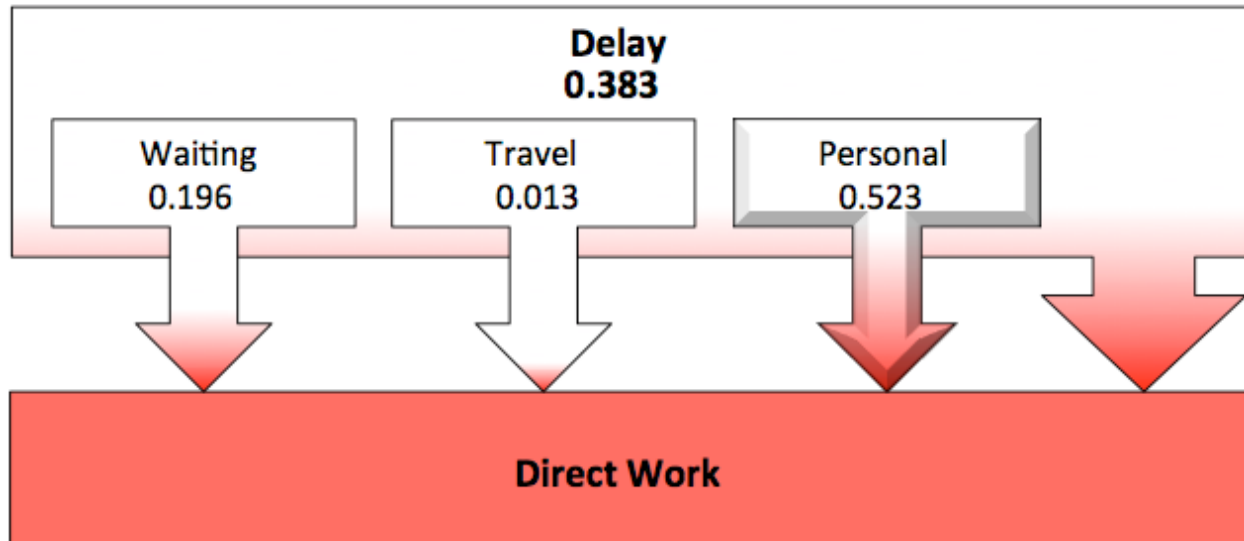 Delay
0.383
Waiting
0.196
Travel
0.013
Personal
0.523
Direct Work